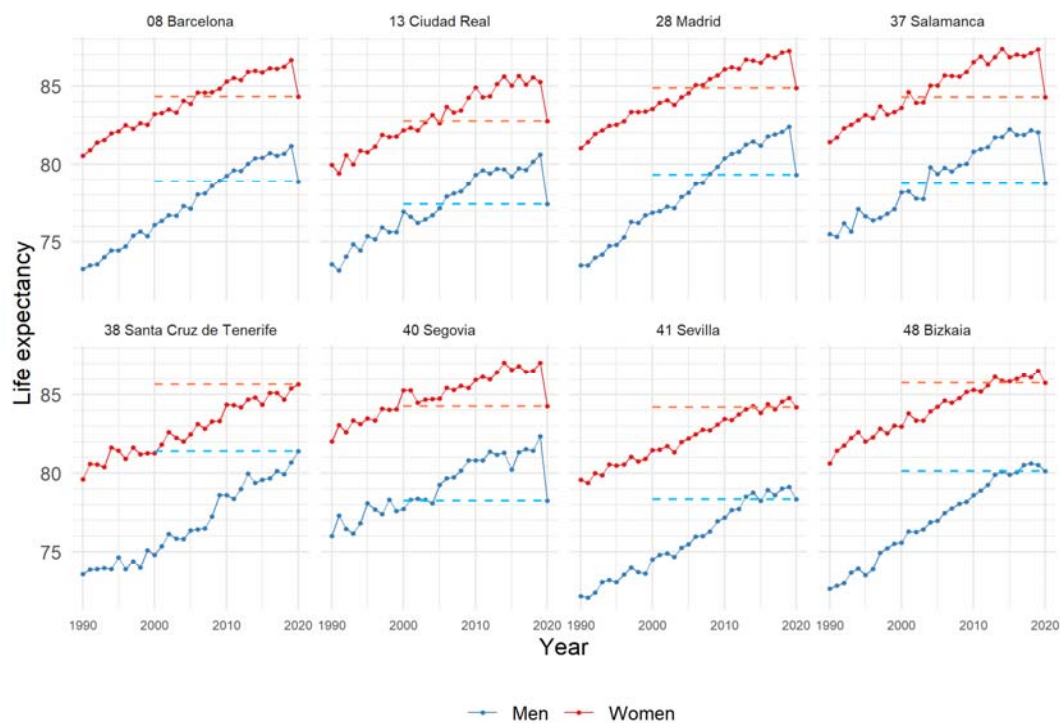 08 Barcelona
13 Ciudad Real
28 Madrid
37 Salamanca
85
80
75
38 Santa Cruz de Tenerife
40 Segovia
41 Sevilla
48 Bizkaia
85
80
75
Life expectancy
1990 2000 2010 2020
1990 2000 2010 2020
1990 2000 2010 2020
1990 2000 2010 2020
Year
Men Women